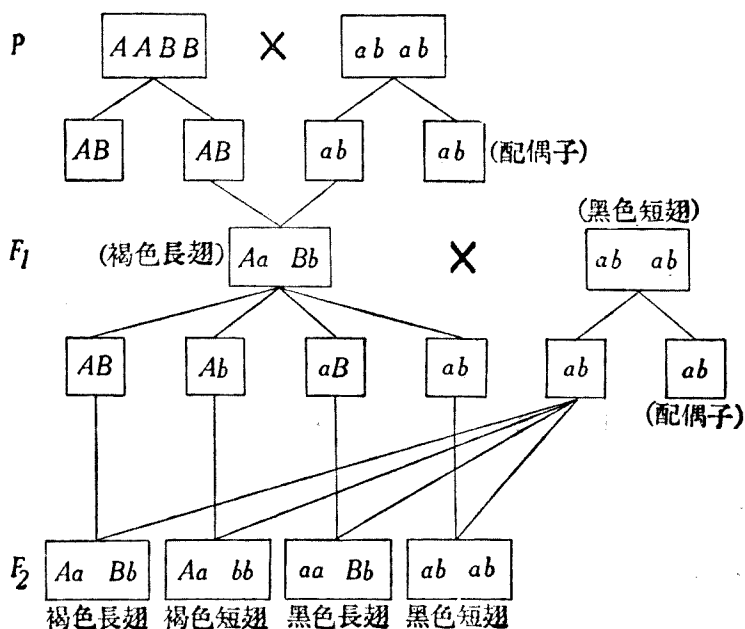 P AABB × ab ab
AB AB ab ab (配偶子)
(黑色短翅)
F1 (褐色長翅) Aa Bb × ab ab
AB Ab aB ab ab ab
(配偶子)
F2 Aa Bb Aa bb aa Bb ab ab
褐色長翅 褐色短翅 黑色長翅 黑色短翅